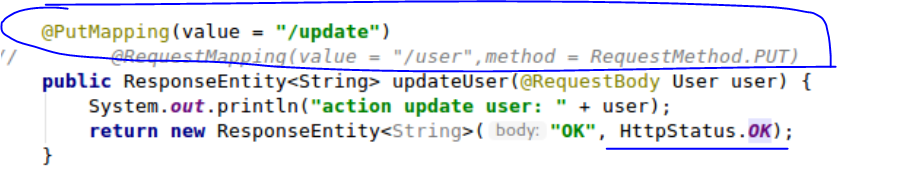 @PutMapping(value = "/update")
// @RequestMapping(value = "/user",method = RequestMethod.PUT)
public ResponseEntity<String> updateUser(@RequestBody User user) {
System.out.println("action update user: " + user);
return new ResponseEntity<String>( body: "OK", HttpStatus.OK);
}